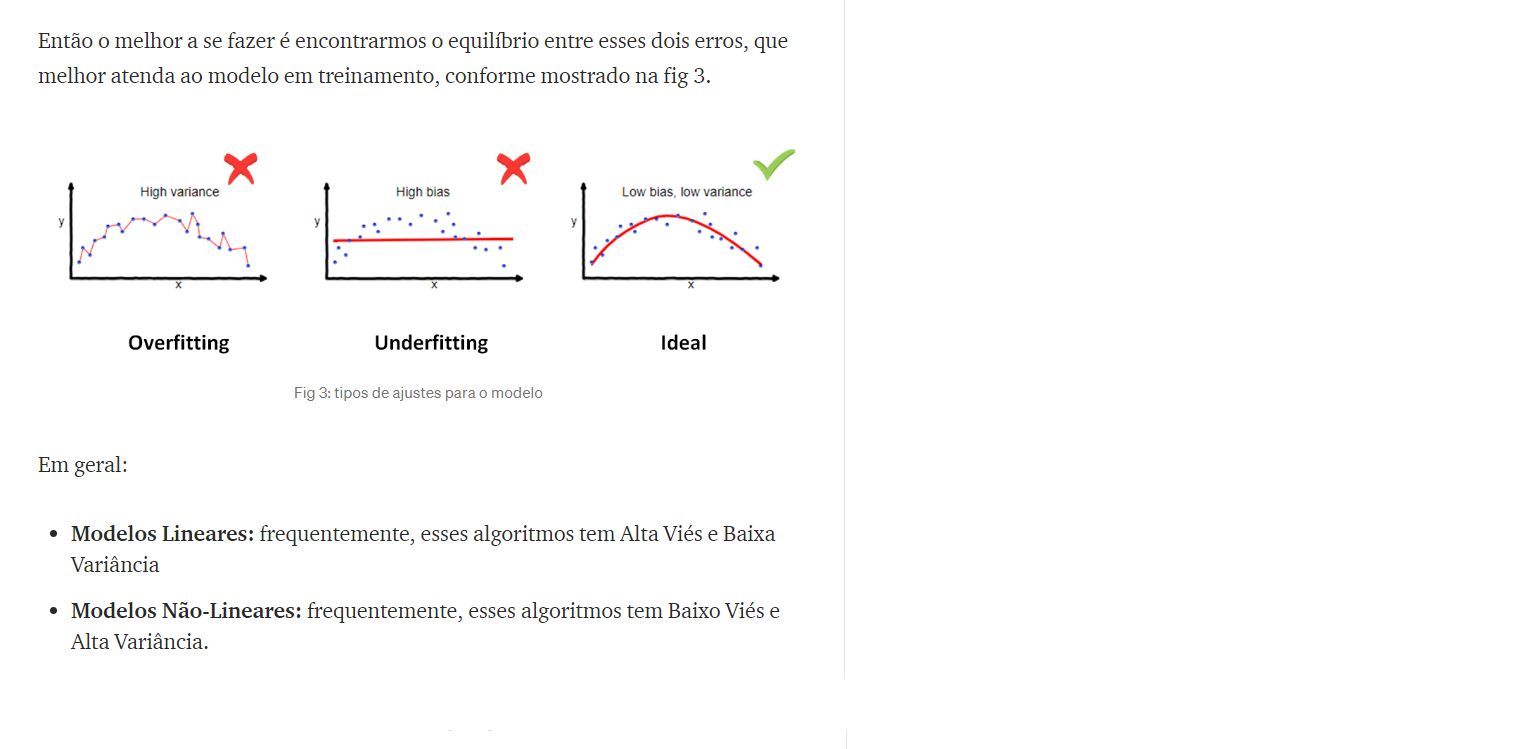 Então o melhor a se fazer é encontrarmos o equilíbrio entre esses dois erros, que
melhor atenda ao modelo em treinamento, conforme mostrado na fig 3.
High variance
y
x
Overfitting
High bias
y
x
Underfitting
Low bias, low variance
y
x
Ideal
Fig 3: tipos de ajustes para o modelo
Em geral:
• Modelos Lineares: frequentemente, esses algoritmos tem Alta Viés e Baixa
Variância
• Modelos Não-Lineares: frequentemente, esses algoritmos tem Baixo Viés e
Alta Variância.